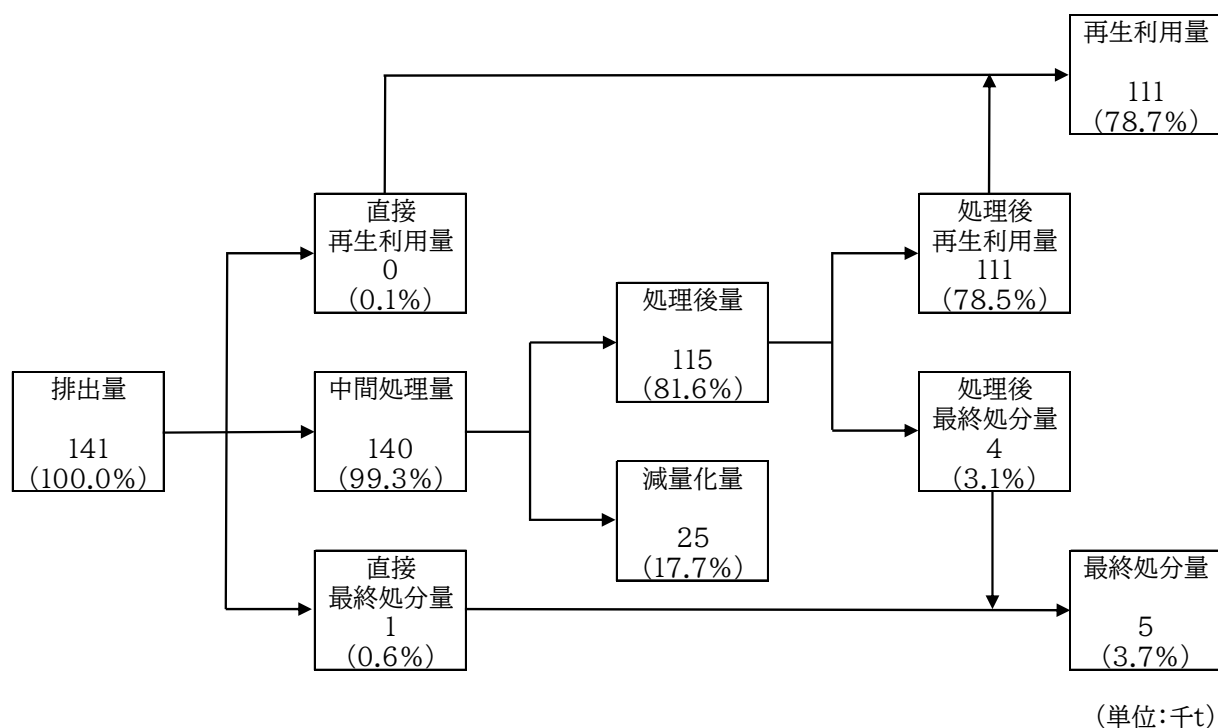 再生利用量
111
(78.7%)
直接
再生利用量
0
(0.1%)
処理後
再生利用量
111
(78.5%)
処理後量
115
(81.6%)
排出量
141
(100.0%)
中間処理量
140
(99.3%)
処理後
最終処分量
4
(3.1%)
減量化量
25
(17.7%)
直接
最終処分量
1
(0.6%)
最終処分量
5
(3.7%)
(単位:千t)